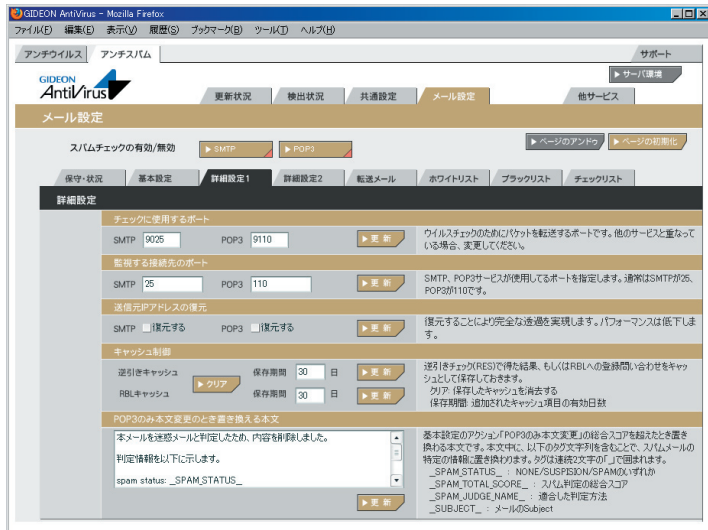 GIDEON AntiVirus - Mozilla Firefox
ファイル(F) 編集(E) 表示(V) 履歴(S) ブックマーク(B) ツール(T) ヘルプ(H)
アンチウイルス アンチスパム サポート
GIDEON
AntiVirus
サーバ環境
更新状況 検出状況 共通設定 メール設定 他サービス
メール設定
スパムチェックの有効/無効 SMTP POP3 ページのアンドゥ ページの初期化
保守・状況 基本設定 詳細設定1 詳細設定2 転送メール ホワイトリスト ブラックリスト チェックリスト
詳細設定
チェックに使用するポート
SMTP 9025 POP3 9110 更 新
ウイルスチェックのためにパケットを転送するポートです。他のサービスと重なって
いる場合、変更してください。
監視する接続先のポート
SMTP 25 POP3 110 更 新
SMTP、POP3サービスが使用してるポートを指定します。通常はSMTPが25、
POP3が110です。
送信元IPアドレスの復元
SMTP 復元する POP3 復元する 更 新
復元することにより完全な透過を実現します。パフォーマンスは低下しま
す。
キャッシュ制御
逆引きキャッシュ 保存期間 30 日 更 新
クリア
RBLキャッシュ 保存期間 30 日 更 新
逆引きチェック(RES)で得た結果、もしくはRBLへの登録問い合わせをキャッ
シュとして保存しておきます。
クリア: 保存したキャッシュを消去する
保存期間: 追加されたキャッシュ項目の有効日数
POP3のみ本文変更のとき置き換える本文
本メールを迷惑メールと判定したため、内容を削除しました。
判定情報を以下に示します。
spam status: _SPAM_STATUS_
更 新
基本設定のアクション「POP3のみ本文変更」の総合スコアを超えたとき置き
換わる本文です。本文中に、以下のタグ文字列を含むことで、スパムメールの
特定の情報に置き換わります。タグは連続2文字の「_」で囲まれます。
_SPAM_STATUS_ : NONE/SUSPISION/SPAMのいずれか
_SPAM_TOTAL_SCORE_ : スパム判定の総合スコア
_SPAM_JUDGE_NAME_ : 適合した判定方法
_SUBJECT_ : メールのSubject